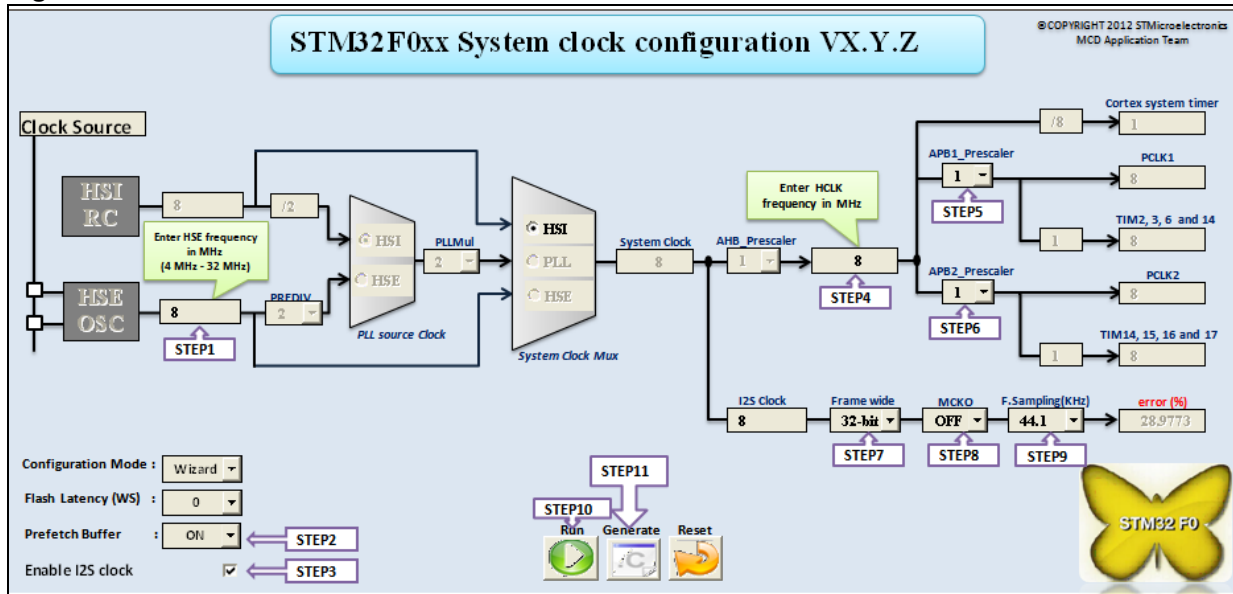 STM32F0xx System clock configuration VX.Y.Z
©COPYRIGHT 2012 STMicroelectronics
MCD Application Team
Clock Source
HSI
RC
8
/2
Enter HSE frequency
in MHz
(4 MHz - 32 MHz)
HSE
OSC
8
STEP1
PREDIV
2
HSI
HSE
PLL source Clock
PLLMul
2
HSI
PLL
HSE
System Clock Mux
System Clock
8
AHB_Prescaler
1
Enter HCLK
frequency in MHz
8
STEP4
/8
Cortex system timer
1
APB1_Prescaler
1
STEP5
PCLK1
8
TIM2, 3, 6 and 14
1
8
APB2_Prescaler
1
STEP6
PCLK2
8
TIM14, 15, 16 and 17
1
8
I2S Clock
8
Frame wide
32-bit
STEP7
MCKO
OFF
STEP8
F.Sampling(KHz)
44.1
STEP9
error (%)
28.9773
Configuration Mode : Wizard
Flash Latency (WS) : 0
Prefetch Buffer : ON
STEP2
Enable I2S clock
STEP3
STEP11
STEP10
Run Generate Reset
.C
STM32 F0